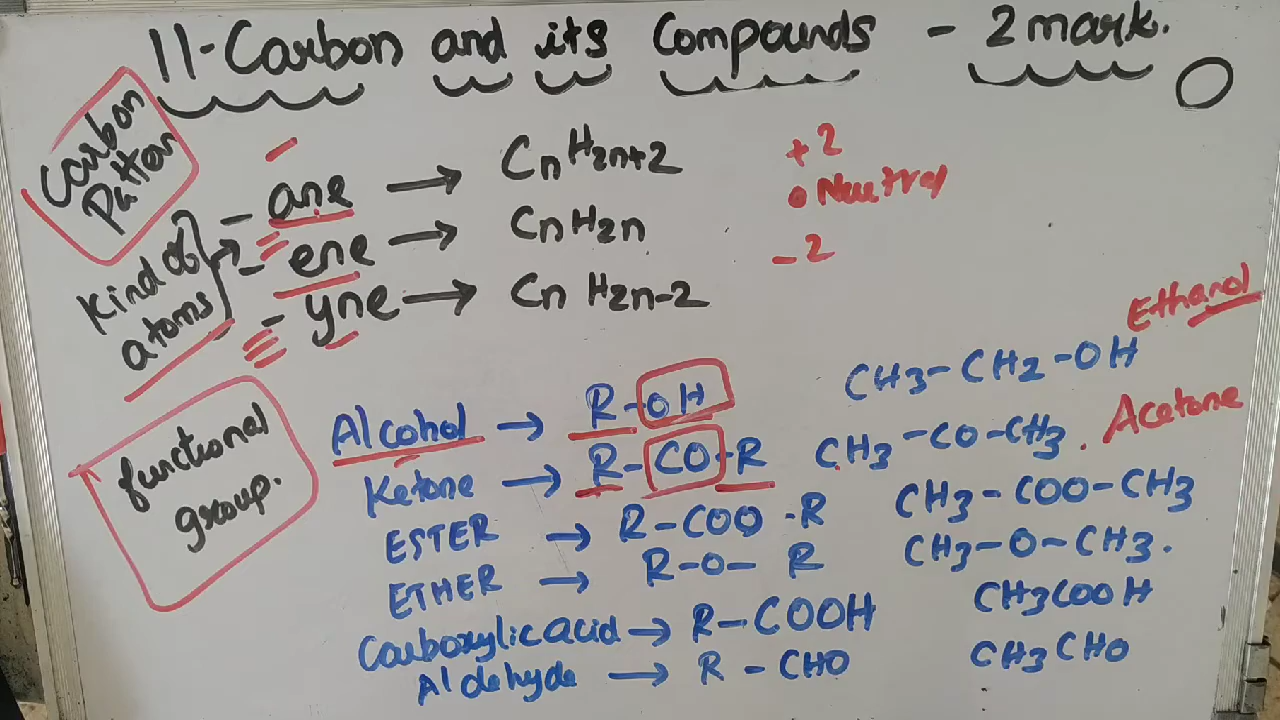 11-Carbon and its Compounds - 2 mark.
Carbon
Pattern
Kind of
atoms
- ane → CnH2n+2 +2
- ene → CnH2n 0 Neutral
- yne → CnH2n-2 -2
functional
group.
Alcohol → R-OH CH3-CH2-OH Ethanol
Ketone → R-CO-R CH3-CO-CH3. Acetone
ESTER → R-COO-R CH3-COO-CH3
ETHER → R-O-R CH3-O-CH3.
Carboxylic acid → R-COOH CH3COOH
Aldehyde → R-CHO CH3CHO